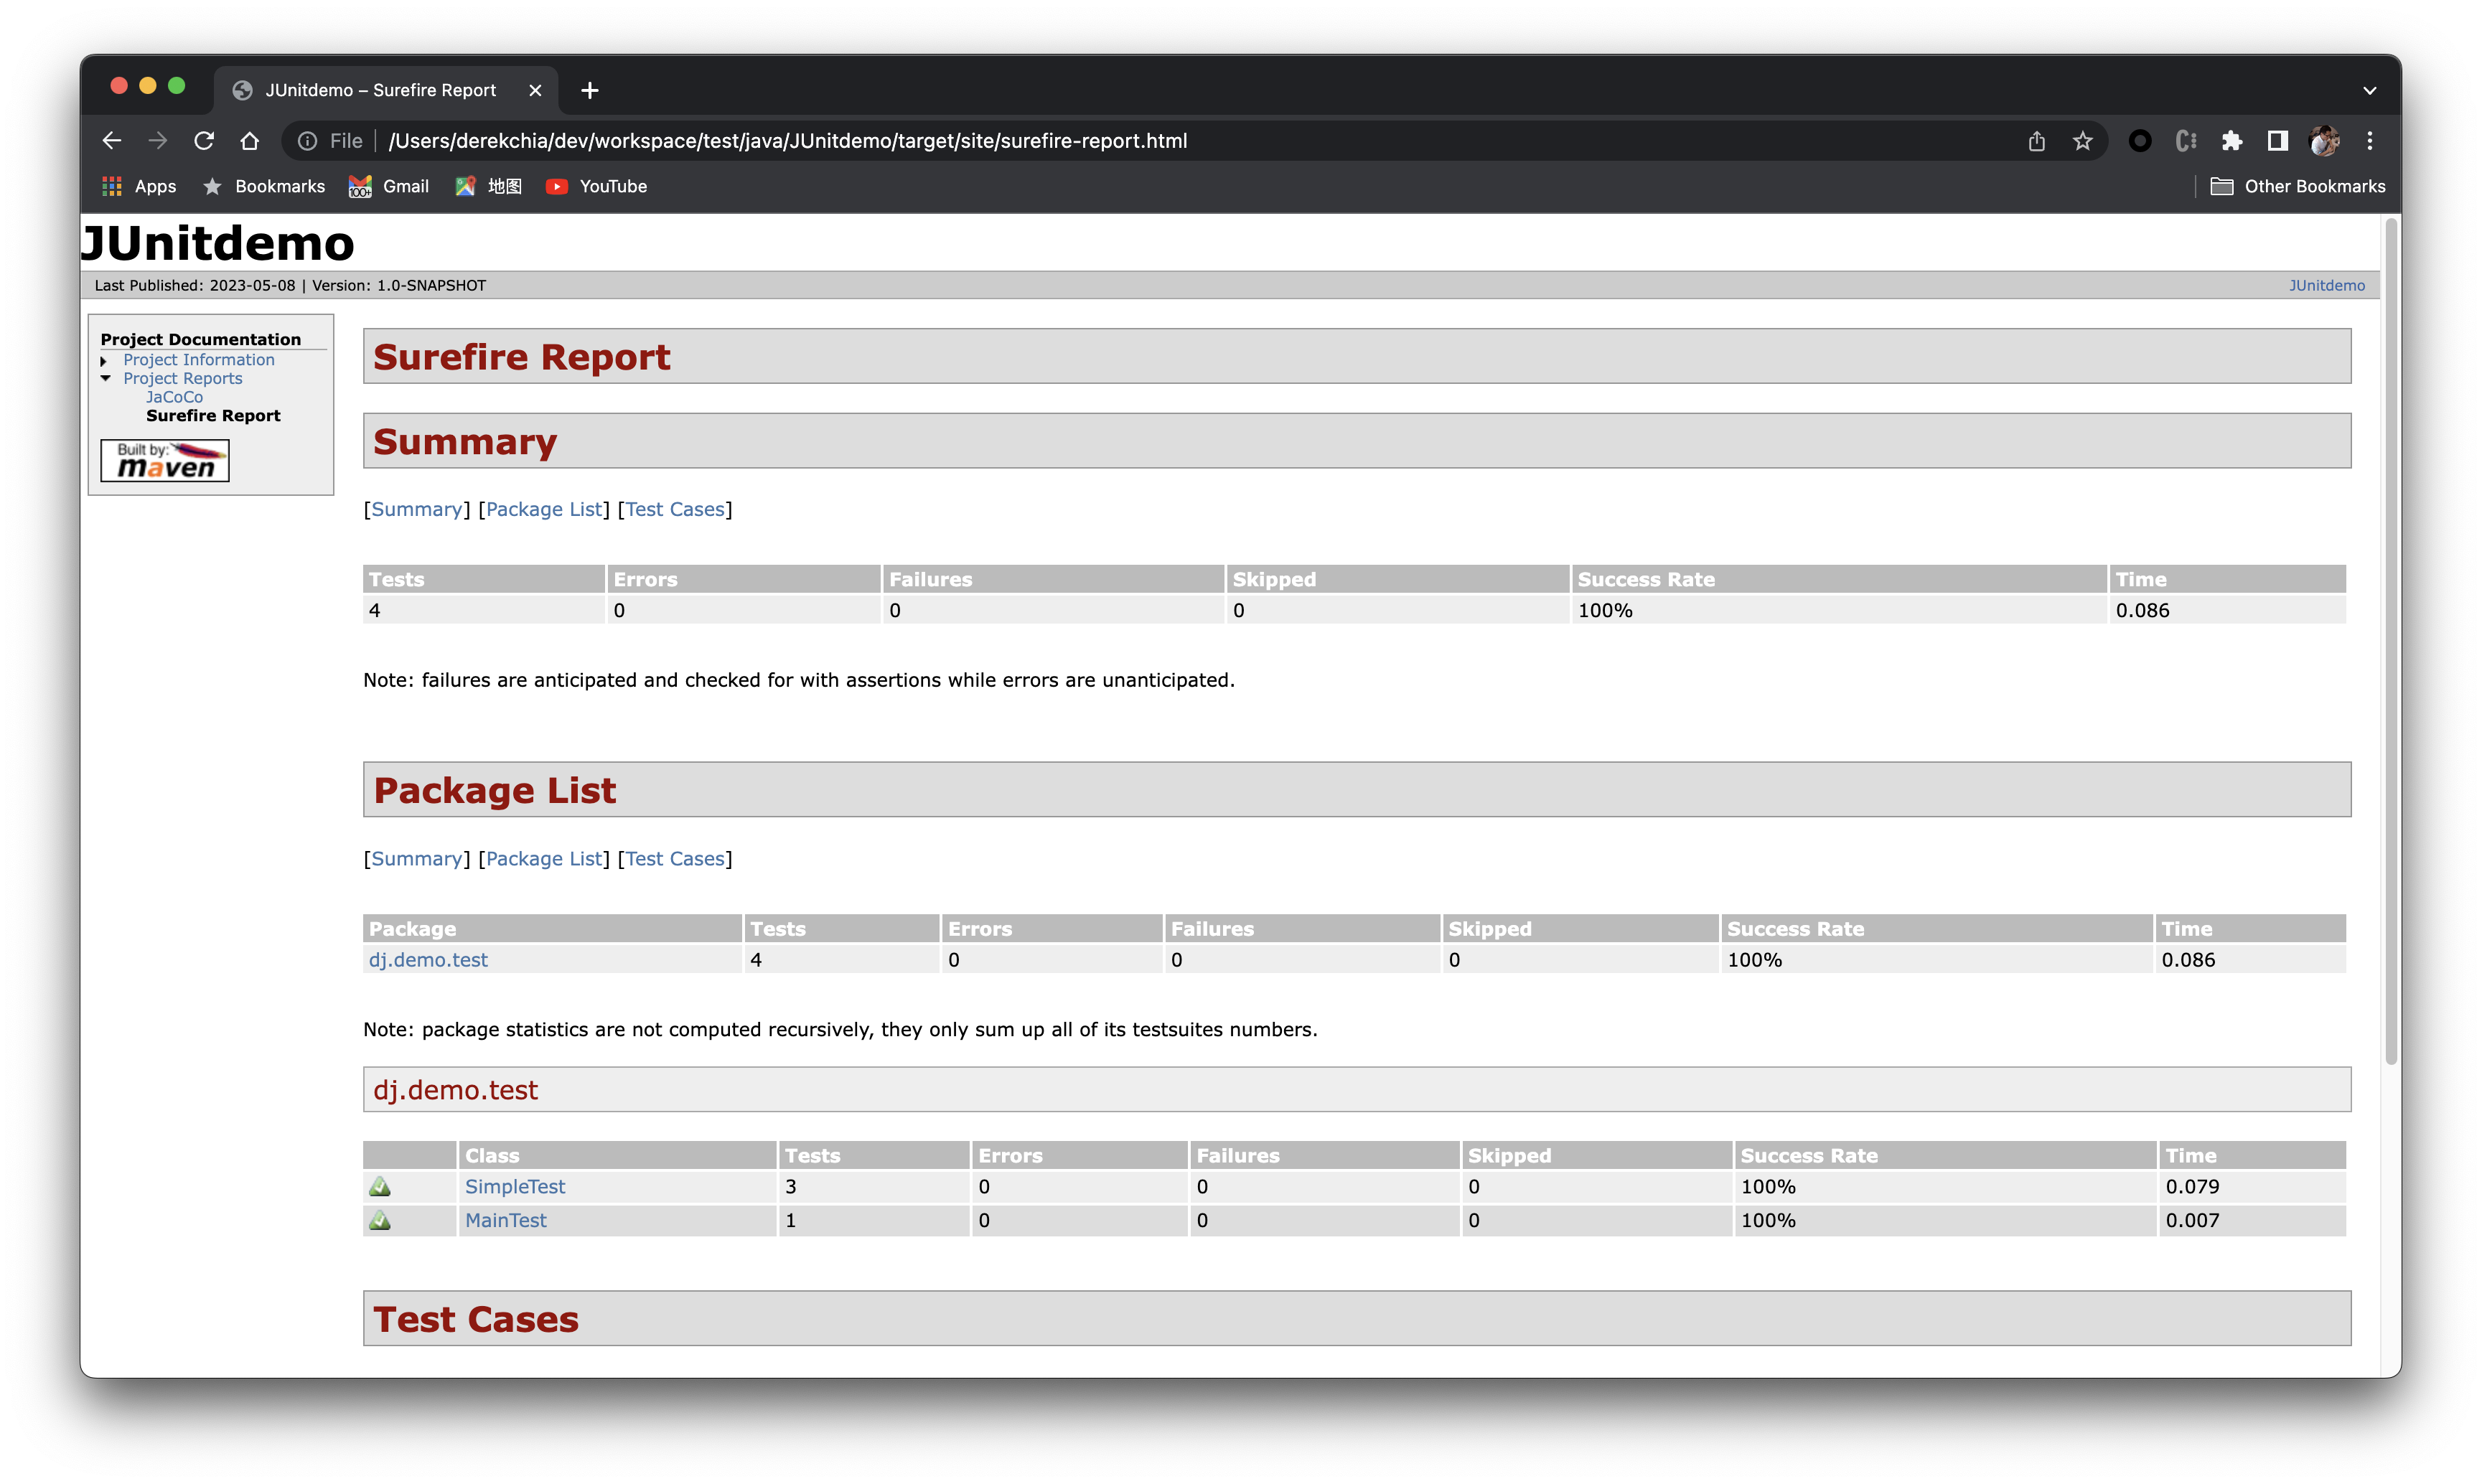 JUnitdemo – Surefire Report
File /Users/derekchia/dev/workspace/test/java/JUnitdemo/target/site/surefire-report.html
Apps Bookmarks 100+ Gmail 地图 YouTube Other Bookmarks
JUnitdemo
Last Published: 2023-05-08 | Version: 1.0-SNAPSHOT JUnitdemo
Project Documentation
Project Information
Project Reports
JaCoCo
Surefire Report
Built by:
maven
Surefire Report
Summary
[Summary] [Package List] [Test Cases]
Tests Errors Failures Skipped Success Rate Time
4 0 0 0 100% 0.086
Note: failures are anticipated and checked for with assertions while errors are unanticipated.
Package List
[Summary] [Package List] [Test Cases]
Package Tests Errors Failures Skipped Success Rate Time
dj.demo.test 4 0 0 0 100% 0.086
Note: package statistics are not computed recursively, they only sum up all of its testsuites numbers.
dj.demo.test
Class Tests Errors Failures Skipped Success Rate Time
SimpleTest 3 0 0 0 100% 0.079
MainTest 1 0 0 0 100% 0.007
Test Cases